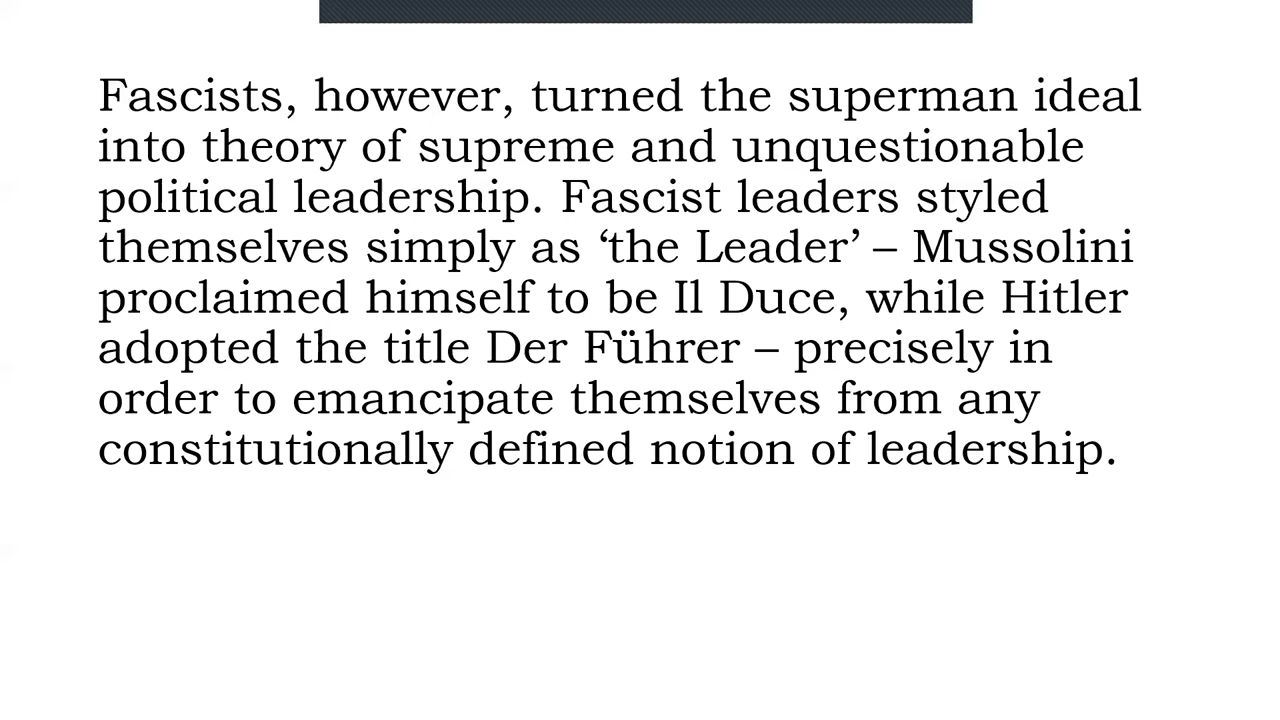 Fascists, however, turned the superman ideal
into theory of supreme and unquestionable
political leadership. Fascist leaders styled
themselves simply as ‘the Leader’ – Mussolini
proclaimed himself to be Il Duce, while Hitler
adopted the title Der Führer – precisely in
order to emancipate themselves from any
constitutionally defined notion of leadership.